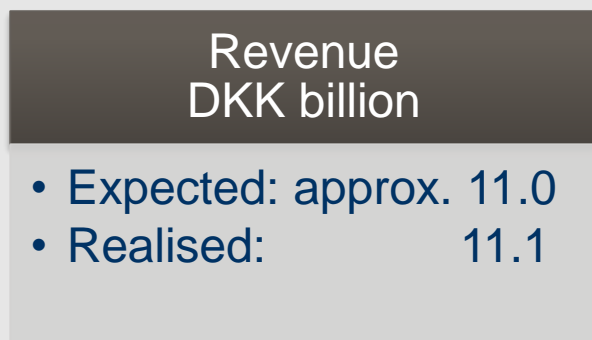 Revenue
DKK billion
• Expected: approx. 11.0
• Realised: 11.1